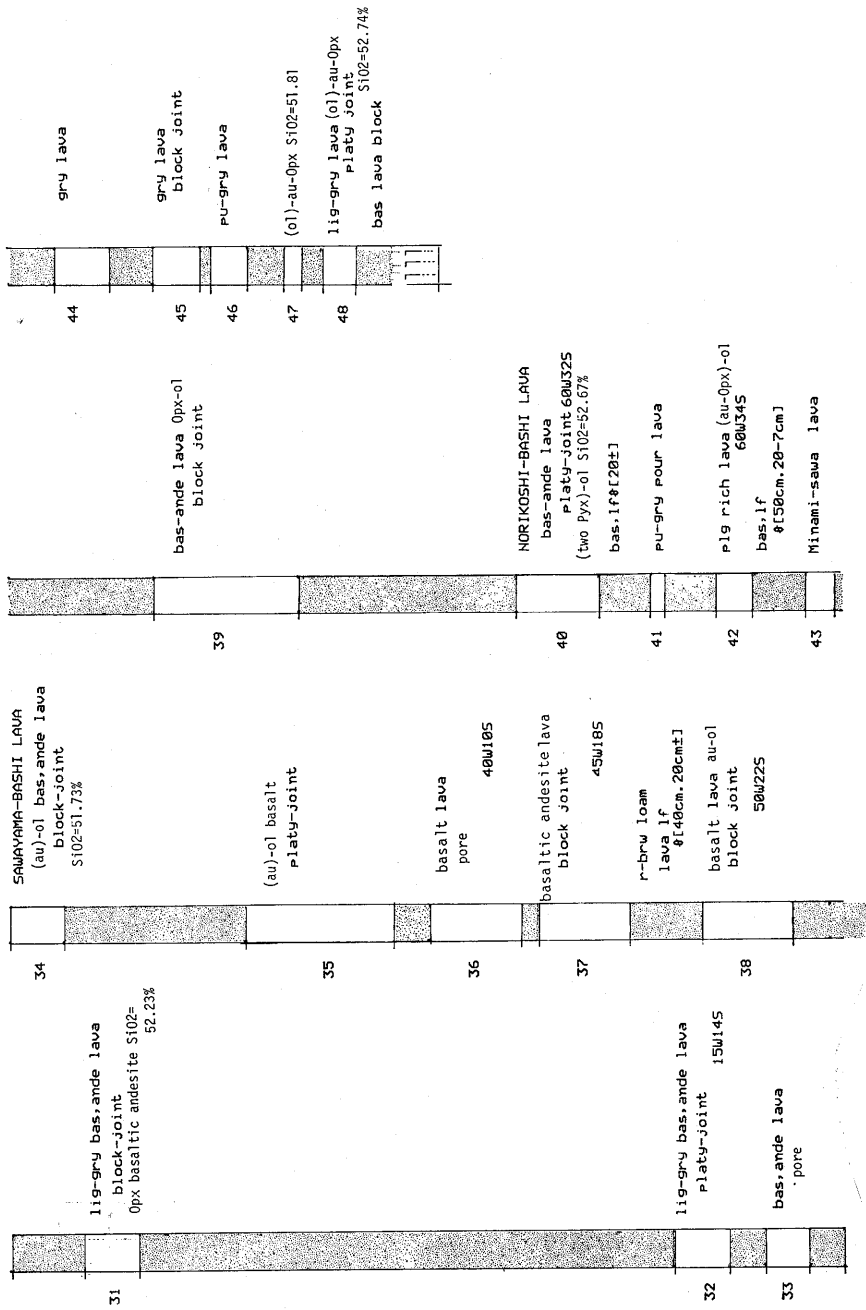 31
lig-gry bas,ande lava
block-joint
Opx basaltic andesite SiO2=
52.23%
32
lig-gry bas,ande lava
platy-joint
15W14S
33
bas,ande lava
pore
34
SAWAYAMA-BASHI LAVA
(au)-ol bas,ande lava
block-joint
SiO2=51.73%
35
(au)-ol basalt
platy-joint
36
basalt lava
pore
40W10S
37
basaltic andesite lava
block joint
45W18S
r-brw loam
lava lf
#[40cm.20cm±]
38
basalt lava au-ol
block joint
50W22S
39
bas-ande lava Opx-ol
block joint
40
NORIKOSHI-BASHI LAVA
bas-ande lava
platy-joint 60W32S
(two Pyx)-ol SiO2=52.67%
bas,lf#[20±]
41
pu-gry pour lava
42
plg rich lava (au-Opx)-ol
60W34S
bas,lf
#[50cm.20-7cm]
43
Minami-sawa lava
44
gry lava
45
gry lava
block joint
46
pu-gry lava
47
(ol)-au-Opx SiO2=51.81
48
lig-gry lava (ol)-au-Opx
platy joint
SiO2=52.74%
bas lava block